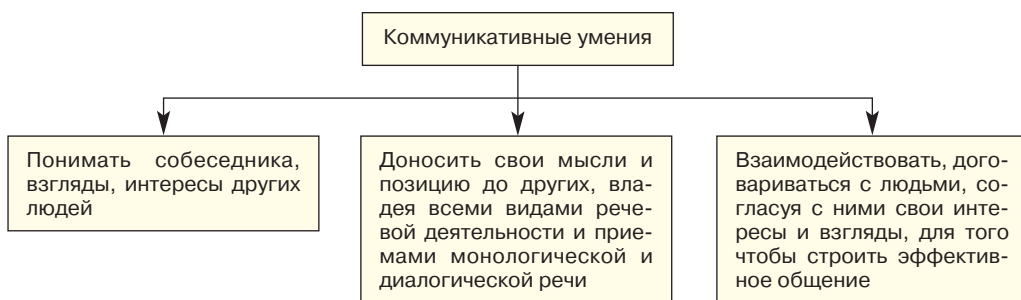 Коммуникативные умения
Понимать собеседника,
взгляды, интересы других
людей
Доносить свои мысли и
позицию до других, вла-
дея всеми видами рече-
вой деятельности и прие-
мами монологической и
диалогической речи
Взаимодействовать, дого-
вариваться с людьми, со-
гласуя с ними свои инте-
ресы и взгляды, для того
чтобы строить эффектив-
ное общение